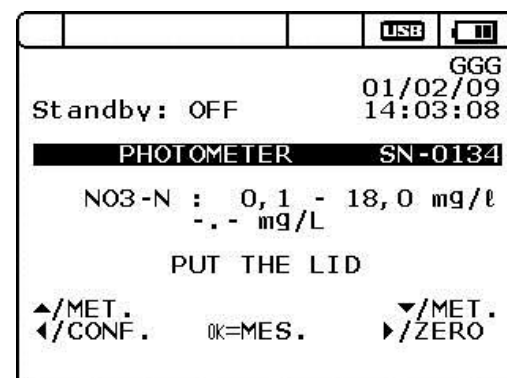 USB
GGG
01/02/09
Standby: OFF 14:03:08
PHOTOMETER SN-0134
NO3-N : 0,1 - 18,0 mg/ℓ
-.- mg/L
PUT THE LID
▲/MET. ▼/MET.
◀/CONF. OK=MES. ▶/ZERO